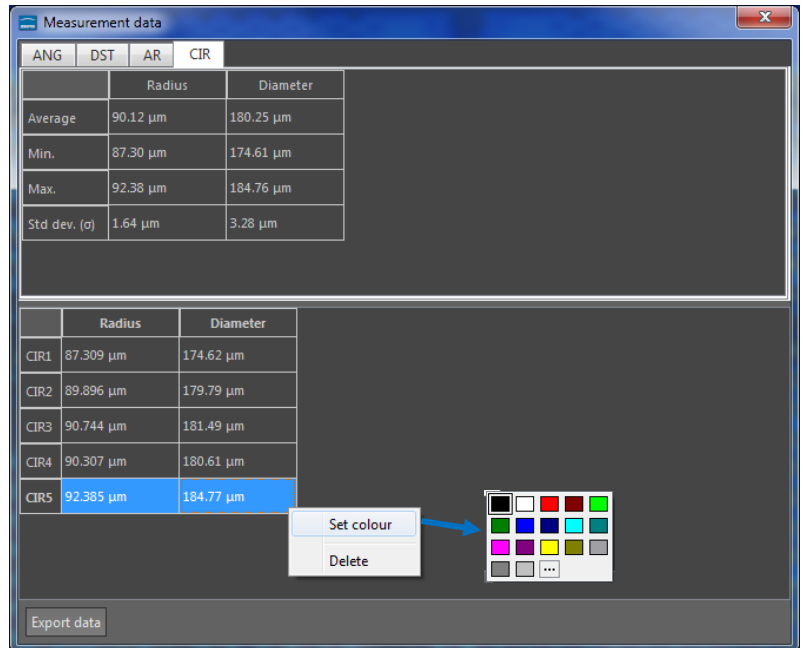 Measurement data
ANG DST AR CIR
Radius Diameter
Average 90.12 µm 180.25 µm
Min. 87.30 µm 174.61 µm
Max. 92.38 µm 184.76 µm
Std dev. (σ) 1.64 µm 3.28 µm
Radius Diameter
CIR1 87.309 µm 174.62 µm
CIR2 89.896 µm 179.79 µm
CIR3 90.744 µm 181.49 µm
CIR4 90.307 µm 180.61 µm
CIR5 92.385 µm 184.77 µm
Set colour
Delete
...
Export data